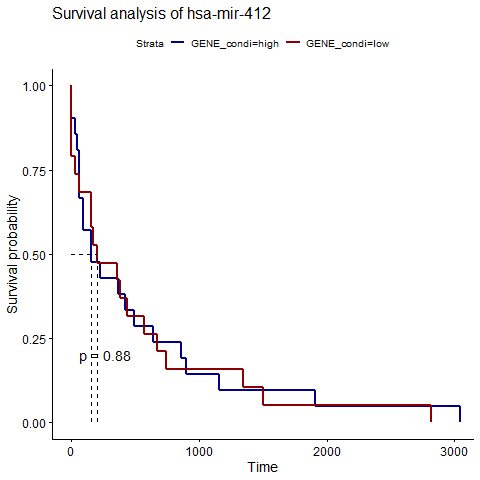 Survival analysis of hsa-mir-412
Strata GENE_condi=high GENE_condi=low
Survival probability
1.00
0.75
0.50
0.25
0.00
p = 0.88
0 1000 2000 3000
Time